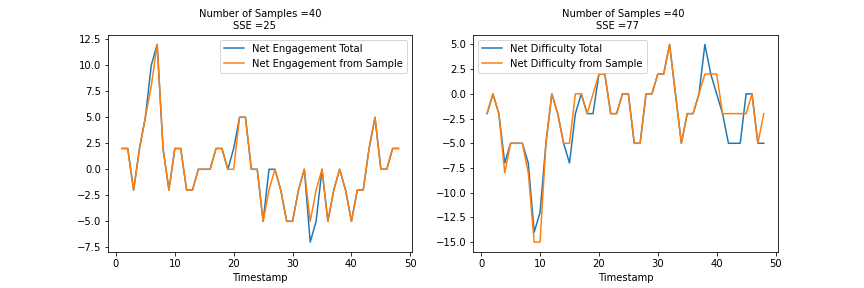 Number of Samples =40
SSE =25
Net Engagement Total
Net Engagement from Sample
12.5
10.0
7.5
5.0
2.5
0.0
−2.5
−5.0
−7.5
0 10 20 30 40 50
Timestamp
Number of Samples =40
SSE =77
Net Difficulty Total
Net Difficulty from Sample
5.0
2.5
0.0
−2.5
−5.0
−7.5
−10.0
−12.5
−15.0
0 10 20 30 40 50
Timestamp